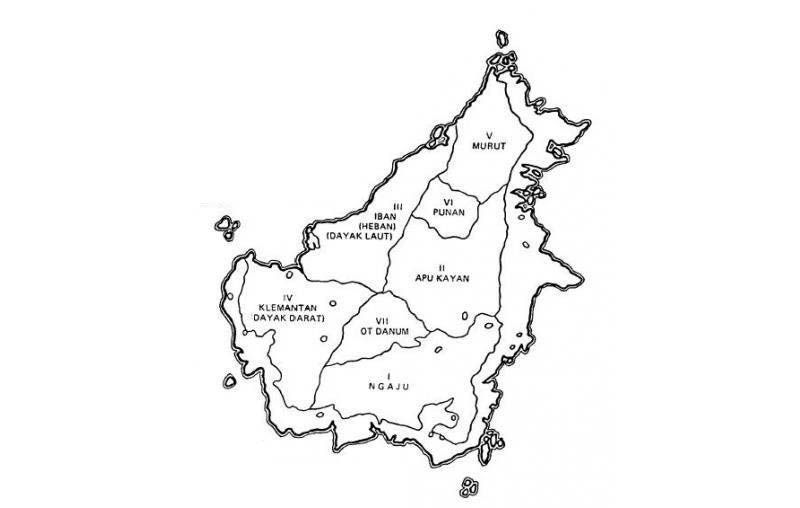 V
MURUT
VI
PUNAN
III
IBAN
(HEBAN)
(DAYAK LAUT)
II
APU KAYAN
IV
KLEMANTAN
DAYAK DARAT)
VII
OT DANUM
I
NGAJU